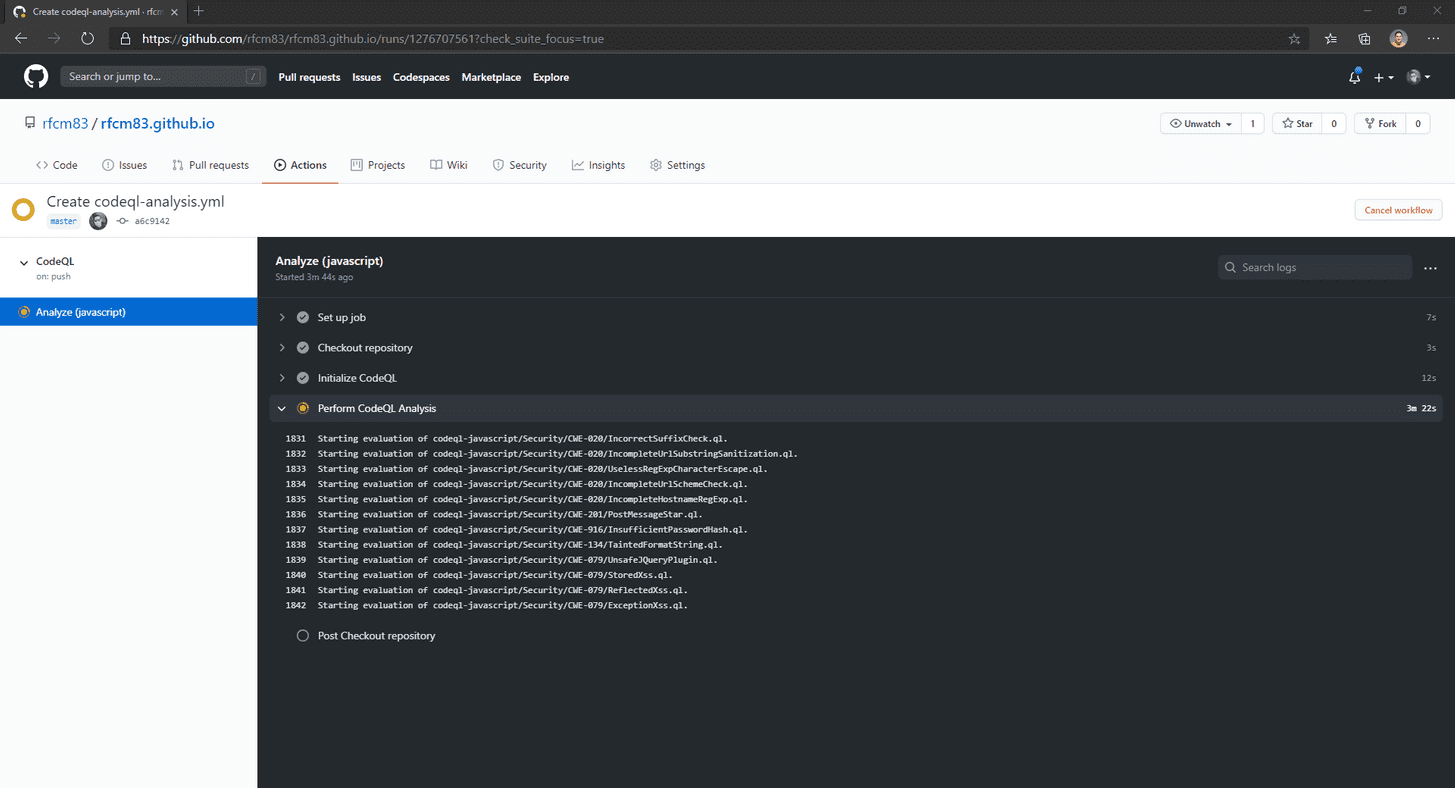 Create codeql-analysis.yml · rfcm
https://github.com/rfcm83/rfcm83.github.io/runs/1276707561?check_suite_focus=true
Search or jump to... / Pull requests Issues Codespaces Marketplace Explore
rfcm83 / rfcm83.github.io Unwatch 1 Star 0 Fork 0
Code Issues Pull requests Actions Projects Wiki Security Insights Settings
Create codeql-analysis.yml
master a6c9142
Cancel workflow
CodeQL
on: push
Analyze (javascript)
Analyze (javascript)
Started 3m 44s ago
Search logs
Set up job 7s
Checkout repository 3s
Initialize CodeQL 12s
Perform CodeQL Analysis 3m 22s
1831 Starting evaluation of codeql-javascript/Security/CWE-020/IncorrectSuffixCheck.ql.
1832 Starting evaluation of codeql-javascript/Security/CWE-020/IncompleteUrlSubstringSanitization.ql.
1833 Starting evaluation of codeql-javascript/Security/CWE-020/UselessRegExpCharacterEscape.ql.
1834 Starting evaluation of codeql-javascript/Security/CWE-020/IncompleteUrlSchemeCheck.ql.
1835 Starting evaluation of codeql-javascript/Security/CWE-020/IncompleteHostnameRegExp.ql.
1836 Starting evaluation of codeql-javascript/Security/CWE-201/PostMessageStar.ql.
1837 Starting evaluation of codeql-javascript/Security/CWE-916/InsufficientPasswordHash.ql.
1838 Starting evaluation of codeql-javascript/Security/CWE-134/TaintedFormatString.ql.
1839 Starting evaluation of codeql-javascript/Security/CWE-079/UnsafeJQueryPlugin.ql.
1840 Starting evaluation of codeql-javascript/Security/CWE-079/StoredXss.ql.
1841 Starting evaluation of codeql-javascript/Security/CWE-079/ReflectedXss.ql.
1842 Starting evaluation of codeql-javascript/Security/CWE-079/ExceptionXss.ql.
Post Checkout repository